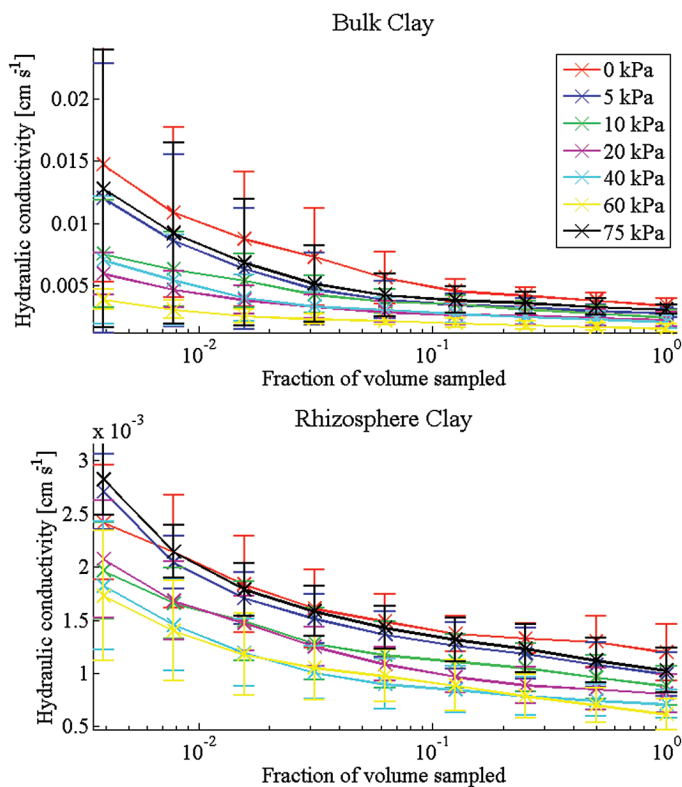 Bulk Clay
Hydraulic conductivity [cm s⁻¹]
0.02
0.015
0.01
0.005
0 kPa
5 kPa
10 kPa
20 kPa
40 kPa
60 kPa
75 kPa
10⁻²
10⁻¹
10⁰
Fraction of volume sampled
Rhizosphere Clay
x 10⁻³
Hydraulic conductivity [cm s⁻¹]
3
2.5
2
1.5
1
0.5
10⁻²
10⁻¹
10⁰
Fraction of volume sampled